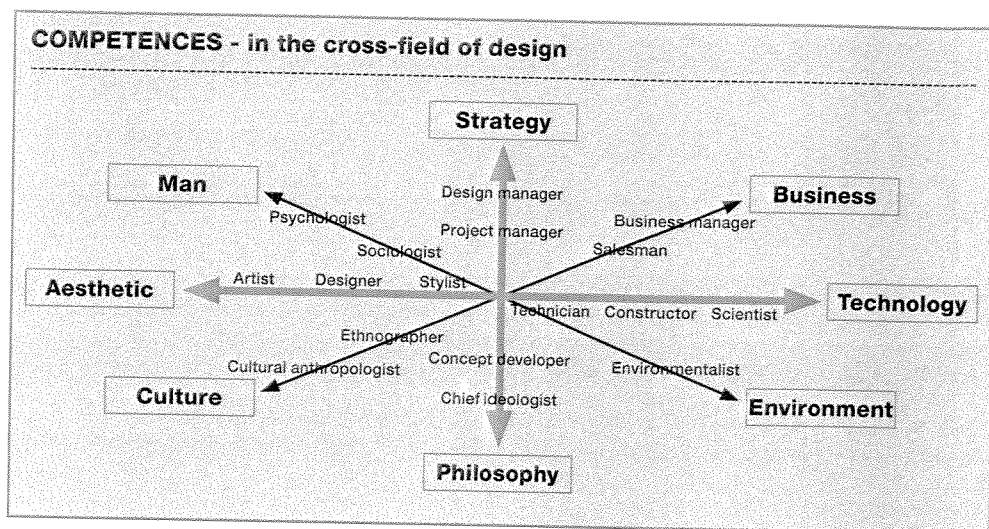 COMPETENCES - in the cross-field of design
Strategy
Man
Design manager
Business
Psychologist
Business manager
Project manager
Sociologist
Salesman
Aesthetic
Artist Designer Stylist
Technician Constructor Scientist
Technology
Ethnographer
Concept developer
Cultural anthropologist
Environmentalist
Culture
Chief ideologist
Environment
Philosophy